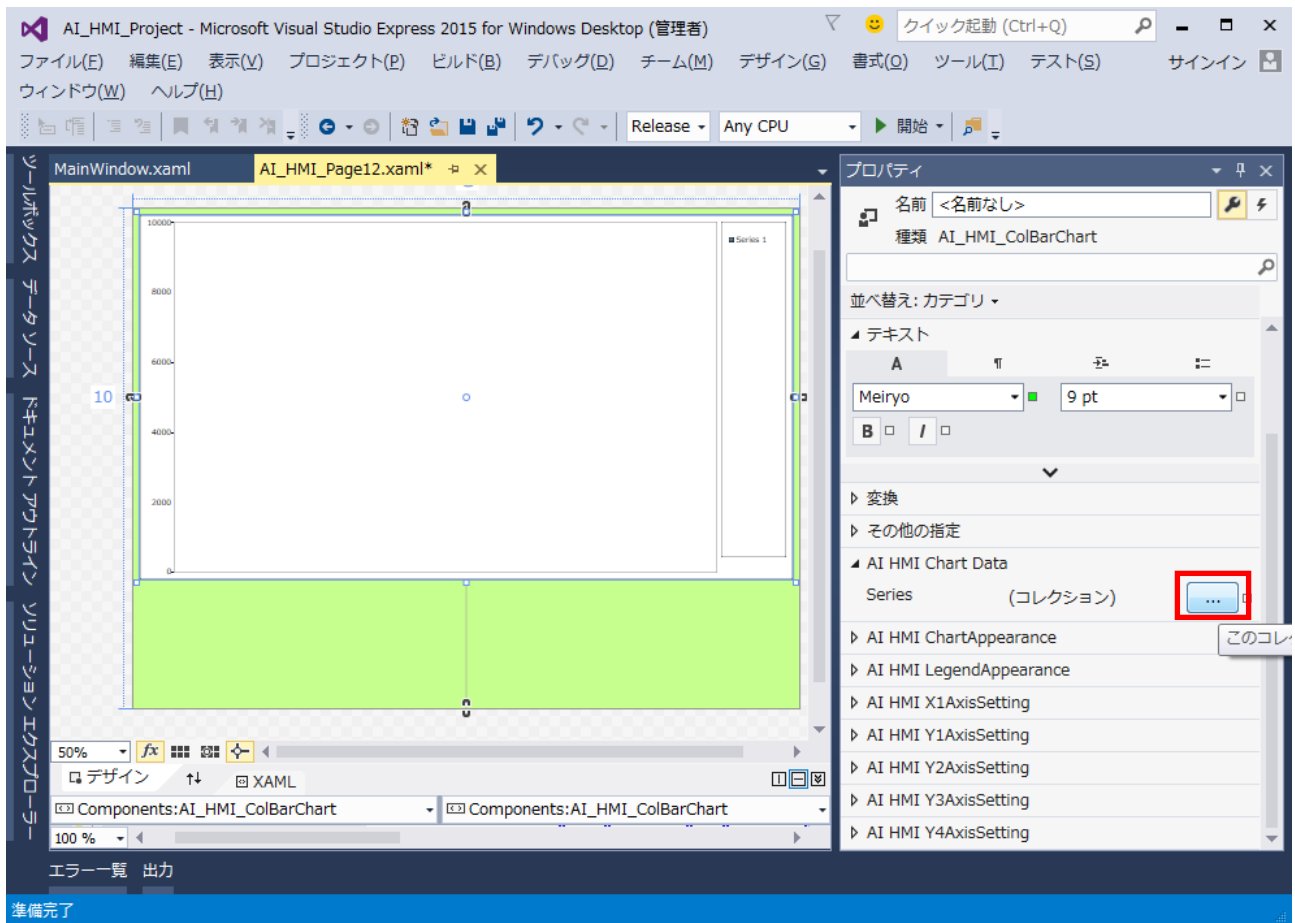 AI_HMI_Project - Microsoft Visual Studio Express 2015 for Windows Desktop (管理者)
クイック起動 (Ctrl+Q)
ファイル(F) 編集(E) 表示(V) プロジェクト(P) ビルド(B) デバッグ(D) チーム(M) デザイン(G) 書式(O) ツール(T) テスト(S) サインイン
ウィンドウ(W) ヘルプ(H)
Release Any CPU 開始
ツールボックス
データ ソース
ドキュメント アウトライン
ソリューション エクスプローラー
MainWindow.xaml AI_HMI_Page12.xaml*
10000
8000
6000
4000
2000
0
Series 1
10
50%
fx
デザイン XAML
Components:AI_HMI_ColBarChart Components:AI_HMI_ColBarChart
100 %
プロパティ
名前 <名前なし>
種類 AI_HMI_ColBarChart
並べ替え: カテゴリ
テキスト
A ¶
Meiryo 9 pt
B I
変換
その他の指定
AI HMI Chart Data
Series (コレクション) ...
このコレ
AI HMI ChartAppearance
AI HMI LegendAppearance
AI HMI X1AxisSetting
AI HMI Y1AxisSetting
AI HMI Y2AxisSetting
AI HMI Y3AxisSetting
AI HMI Y4AxisSetting
エラー一覧 出力
準備完了